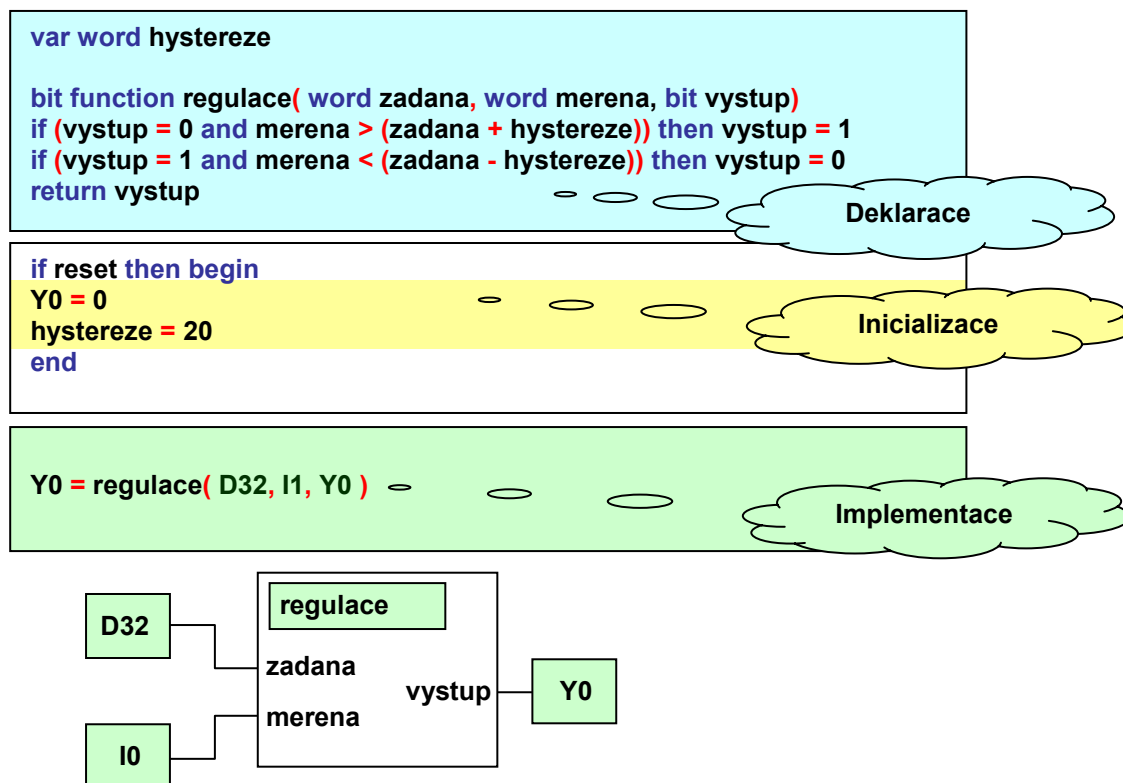 var word hystereze
bit function regulace( word zadana, word merena, bit vystup)
if (vystup = 0 and merena > (zadana + hystereze)) then vystup = 1
if (vystup = 1 and merena < (zadana - hystereze)) then vystup = 0
return vystup
Deklarace
if reset then begin
Y0 = 0
hystereze = 20
end
Inicializace
Y0 = regulace( D32, I1, Y0 )
Implementace
regulace
D32
zadana
vystup
Y0
merena
I0